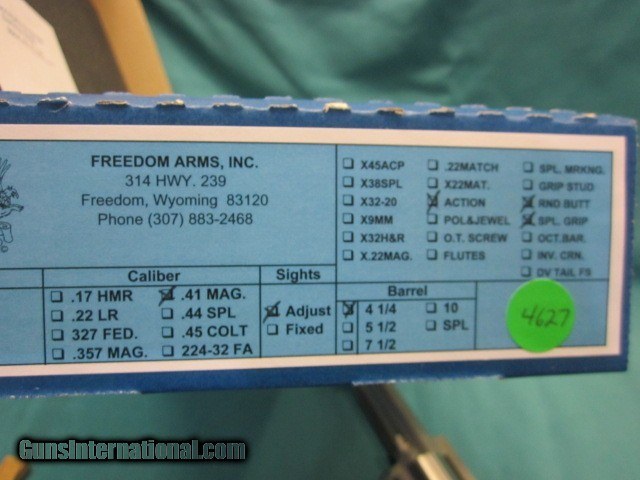 FREEDOM ARMS, INC.
314 HWY. 239
Freedom, Wyoming 83120
Phone (307) 883-2468
X45ACP .22MATCH SPL. MRKNG.
X38SPL X22MAT. GRIP STUD
X32-20 ACTION RND BUTT
X9MM POL&JEWEL SPL. GRIP
X32H&R O.T. SCREW OCT.BAR.
X.22MAG. FLUTES INV. CRN.
DV TAIL FS
Caliber
.17 HMR .41 MAG.
.22 LR .44 SPL
327 FED. .45 COLT
.357 MAG. 224-32 FA
Sights
Adjust
Fixed
Barrel
4 1/4 10
5 1/2 SPL
7 1/2
4627
GunsInternational.com